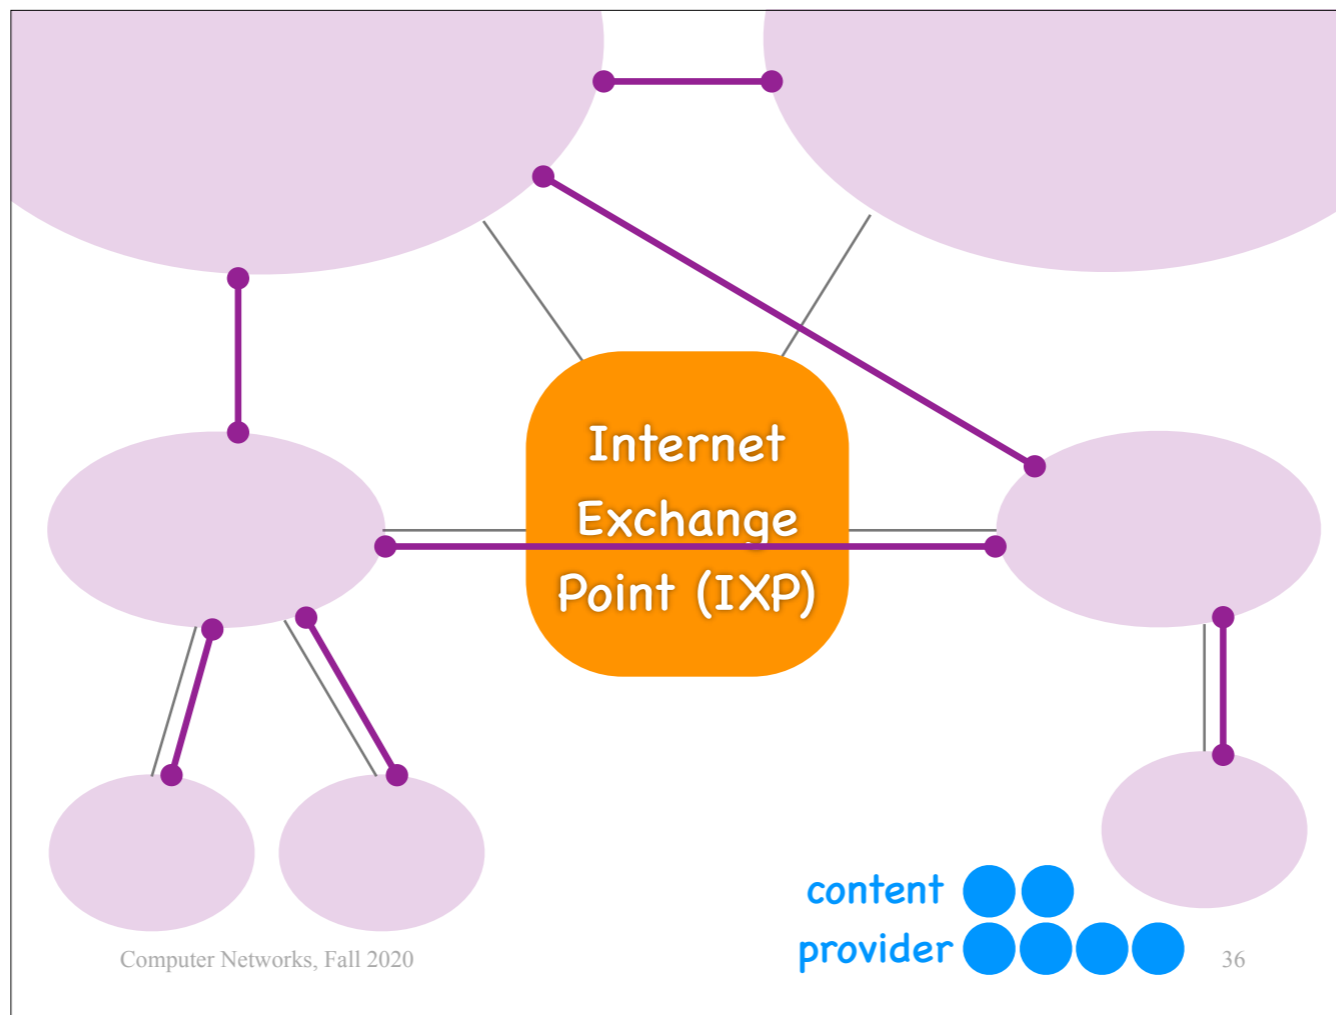 Internet
Exchange
Point (IXP)
content
provider
Computer Networks, Fall 2020
36